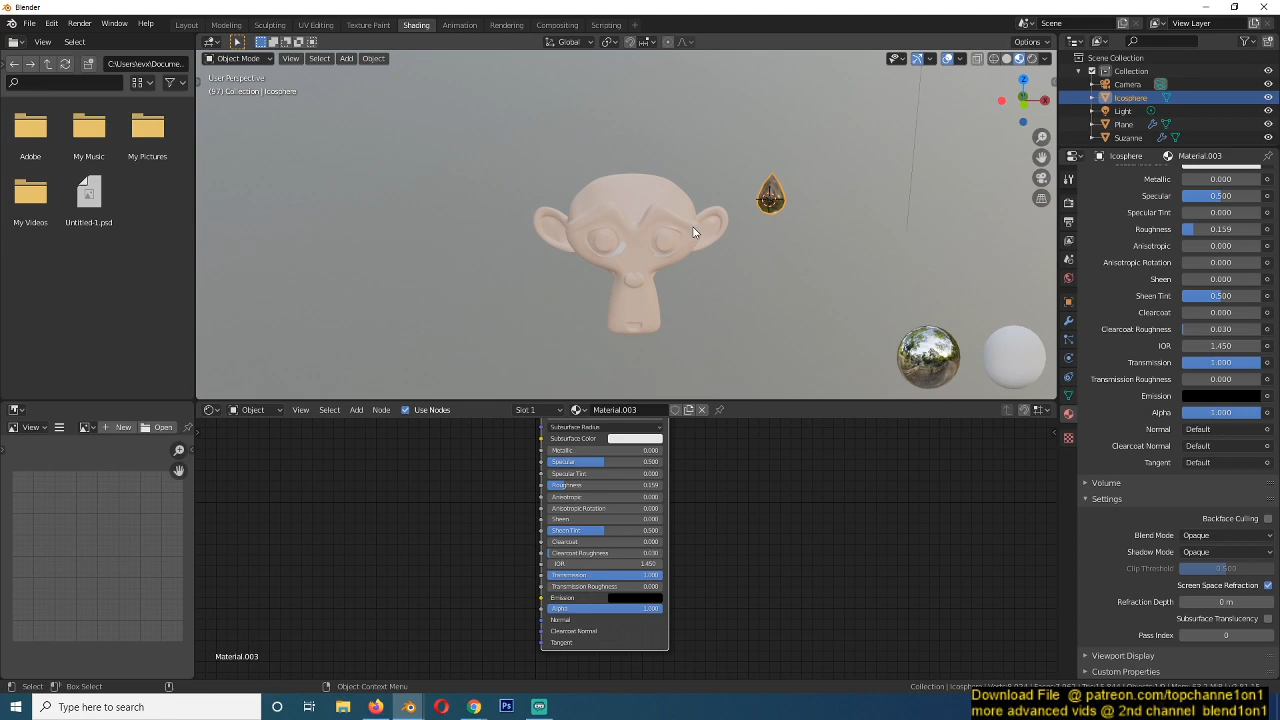 Blender
File Edit Render Window Help Layout Modeling Sculpting UV Editing Texture Paint Shading Animation Rendering Compositing Scripting + Scene View Layer
View Select Global Options
C:\Users\evx\Docume... Object Mode View Select Add Object
Scene Collection
User Perspective
(97) Collection | Icosphere
Collection
Camera
Icosphere
Light
Plane
Suzanne
Adobe My Music My Pictures
My Videos Untitled-1.psd
Z
X
Icosphere Material.003
Metallic 0.000
Specular 0.500
Specular Tint 0.000
Roughness 0.159
Anisotropic 0.000
Anisotropic Rotation 0.000
Sheen 0.000
Sheen Tint 0.500
Clearcoat 0.000
Clearcoat Roughness 0.030
IOR 1.450
Transmission 1.000
Transmission Roughness 0.000
Emission
Alpha 1.000
Normal Default
Clearcoat Normal Default
Tangent Default
Volume
Settings
Backface Culling
Blend Mode Opaque
Shadow Mode Opaque
Clip Threshold 0.500
Screen Space Refraction
Refraction Depth 0 m
Subsurface Translucency
Pass Index 0
Viewport Display
Custom Properties
Object View Select Add Node Use Nodes Slot 1 Material.003
View New Open
Subsurface Radius
Subsurface Color
Metallic 0.000
Specular 0.500
Specular Tint 0.000
Roughness 0.159
Anisotropic 0.000
Anisotropic Rotation 0.000
Sheen 0.000
Sheen Tint 0.500
Clearcoat 0.000
Clearcoat Roughness 0.030
IOR 1.450
Transmission 1.000
Transmission Roughness 0.000
Emission
Alpha 1.000
Normal
Clearcoat Normal
Tangent
Material.003
Select Box Select Object Context Menu
Type here to search
Download File @ patreon.com/topchanne1on1
more advanced vids @ 2nd channel blend1on1